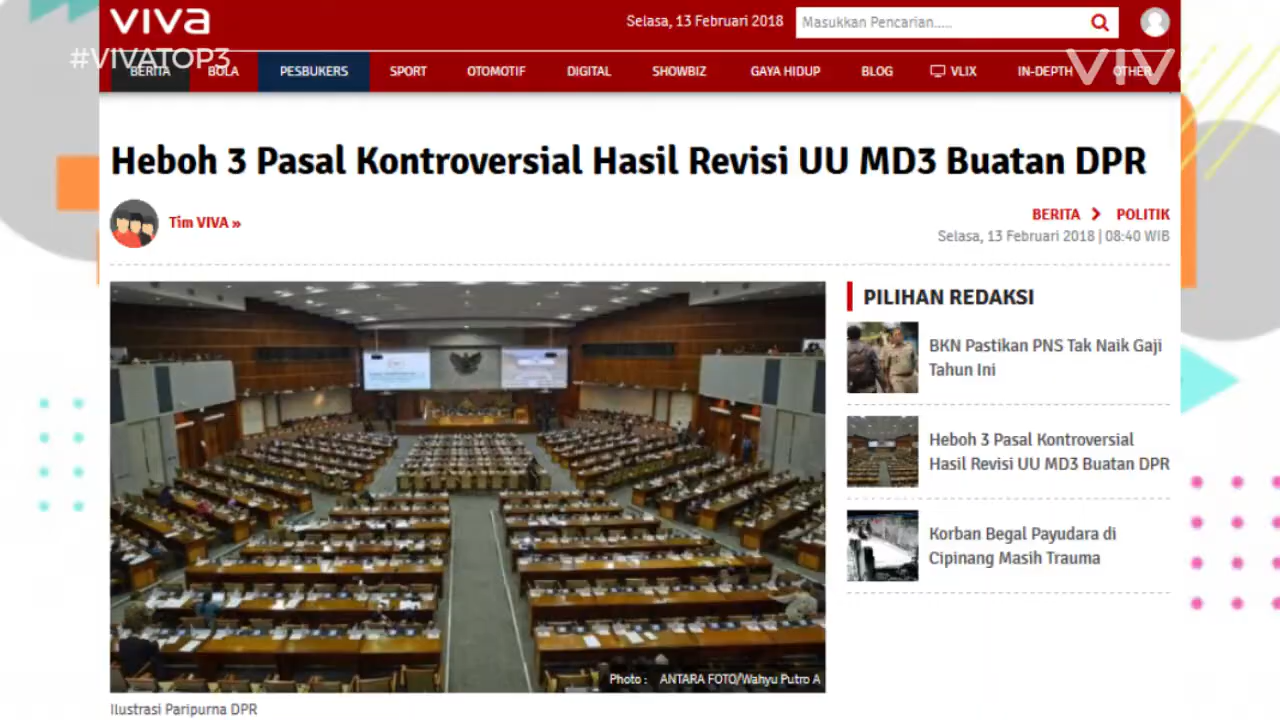 VIVA
Selasa, 13 Februari 2018
Masukkan Pencarian.....
#VIVATOP3
VIVA
BERITA BOLA PESBUKERS SPORT OTOMOTIF DIGITAL SHOWBIZ GAYA HIDUP BLOG VLIX IN-DEPTH OTHER
Heboh 3 Pasal Kontroversial Hasil Revisi UU MD3 Buatan DPR
Tim VIVA »
BERITA POLITIK
Selasa, 13 Februari 2018 | 08:40 WIB
PILIHAN REDAKSI
BKN Pastikan PNS Tak Naik Gaji
Tahun Ini
Heboh 3 Pasal Kontroversial
Hasil Revisi UU MD3 Buatan DPR
Korban Begal Payudara di
Cipinang Masih Trauma
Photo : ANTARA FOTO/Wahyu Putro A
Ilustrasi Paripurna DPR